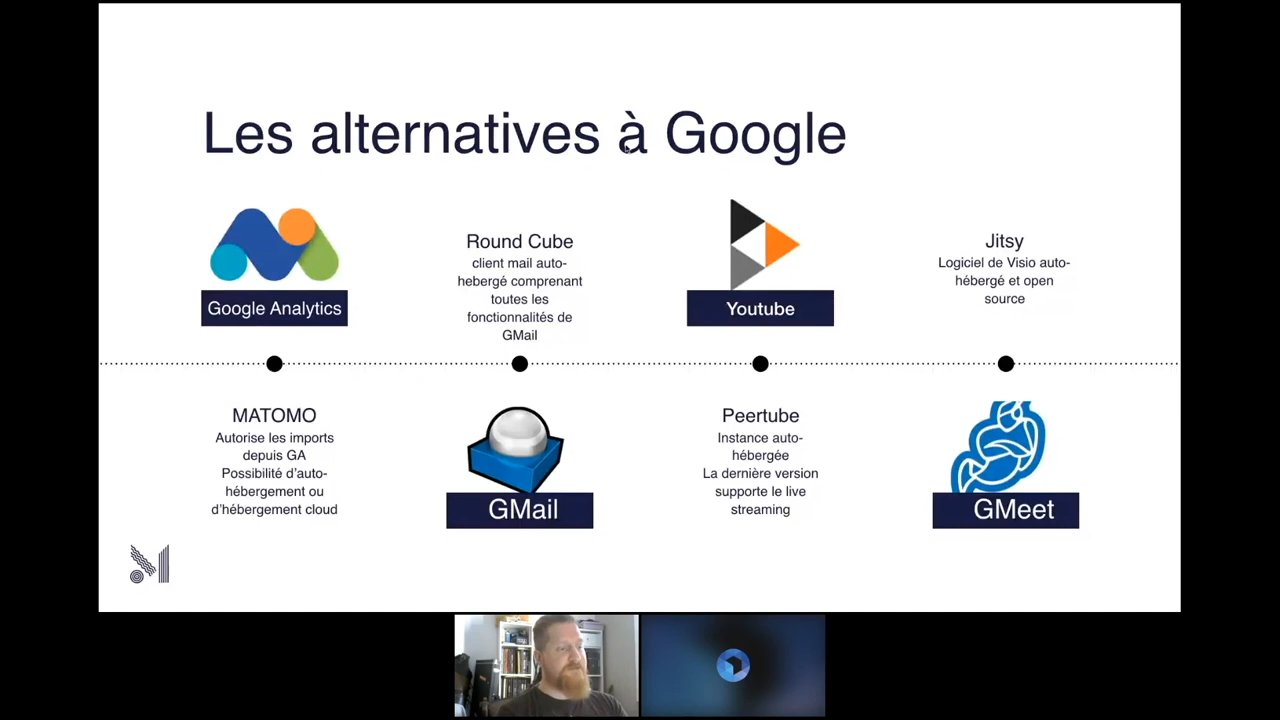 Les alternatives à Google
Google Analytics
MATOMO
Autorise les imports
depuis GA
Possibilité d'auto-
hébergement ou
d'hébergement cloud
Round Cube
client mail auto-
hebergé comprenant
toutes les
fonctionnalités de
GMail
GMail
Youtube
Peertube
Instance auto-
hébergée
La dernière version
supporte le live
streaming
Jitsy
Logiciel de Visio auto-
hébergé et open
source
GMeet